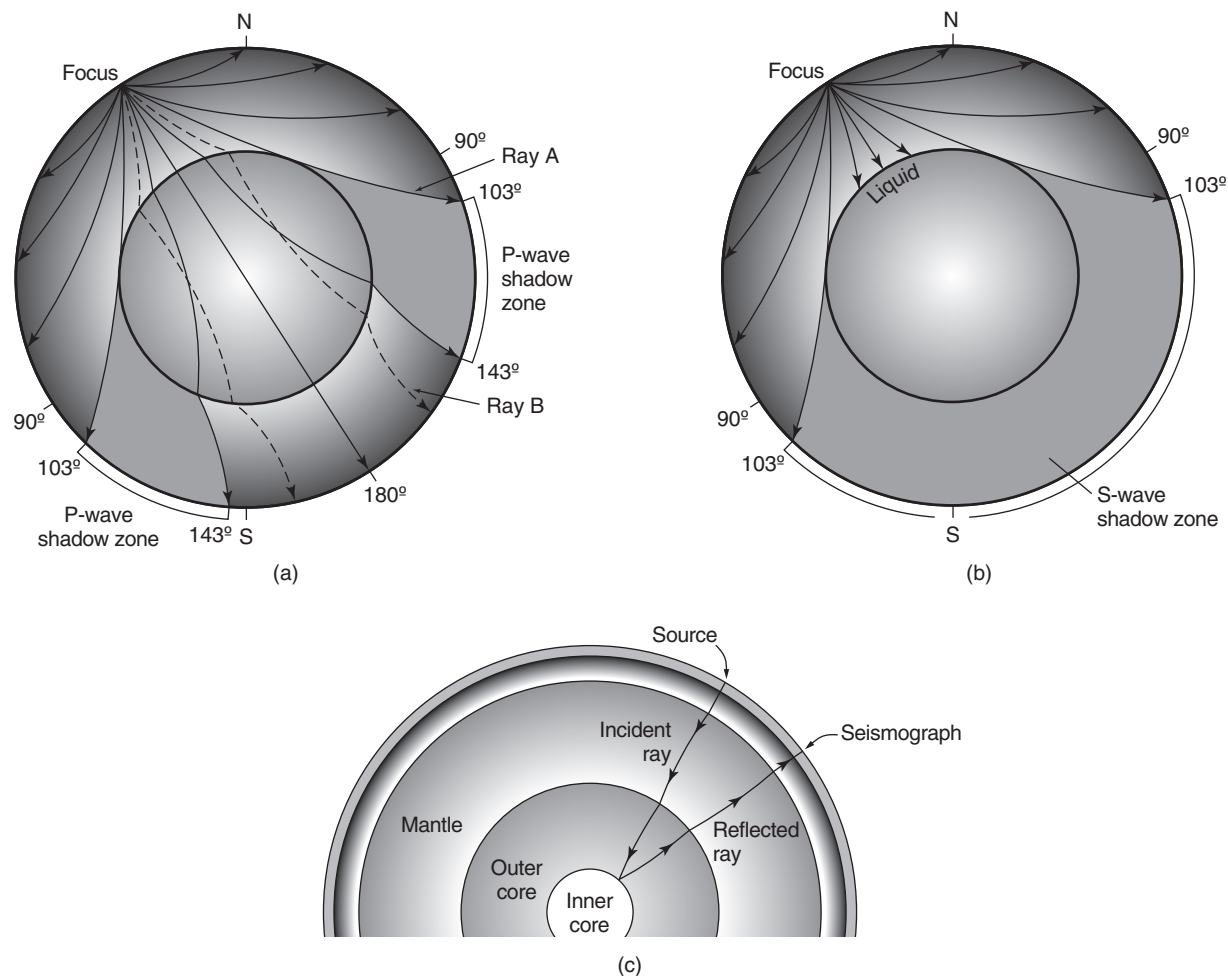 N
Focus
90º
Ray A
103º
P-wave
shadow
zone
143º
Ray B
180º
90º
103º
P-wave
shadow zone
143º S
(a)
N
Focus
90º
103º
Liquid
90º
103º
S-wave
shadow zone
S
(b)
Source
Incident
ray
Seismograph
Mantle
Reflected
ray
Outer
core
Inner
core
(c)